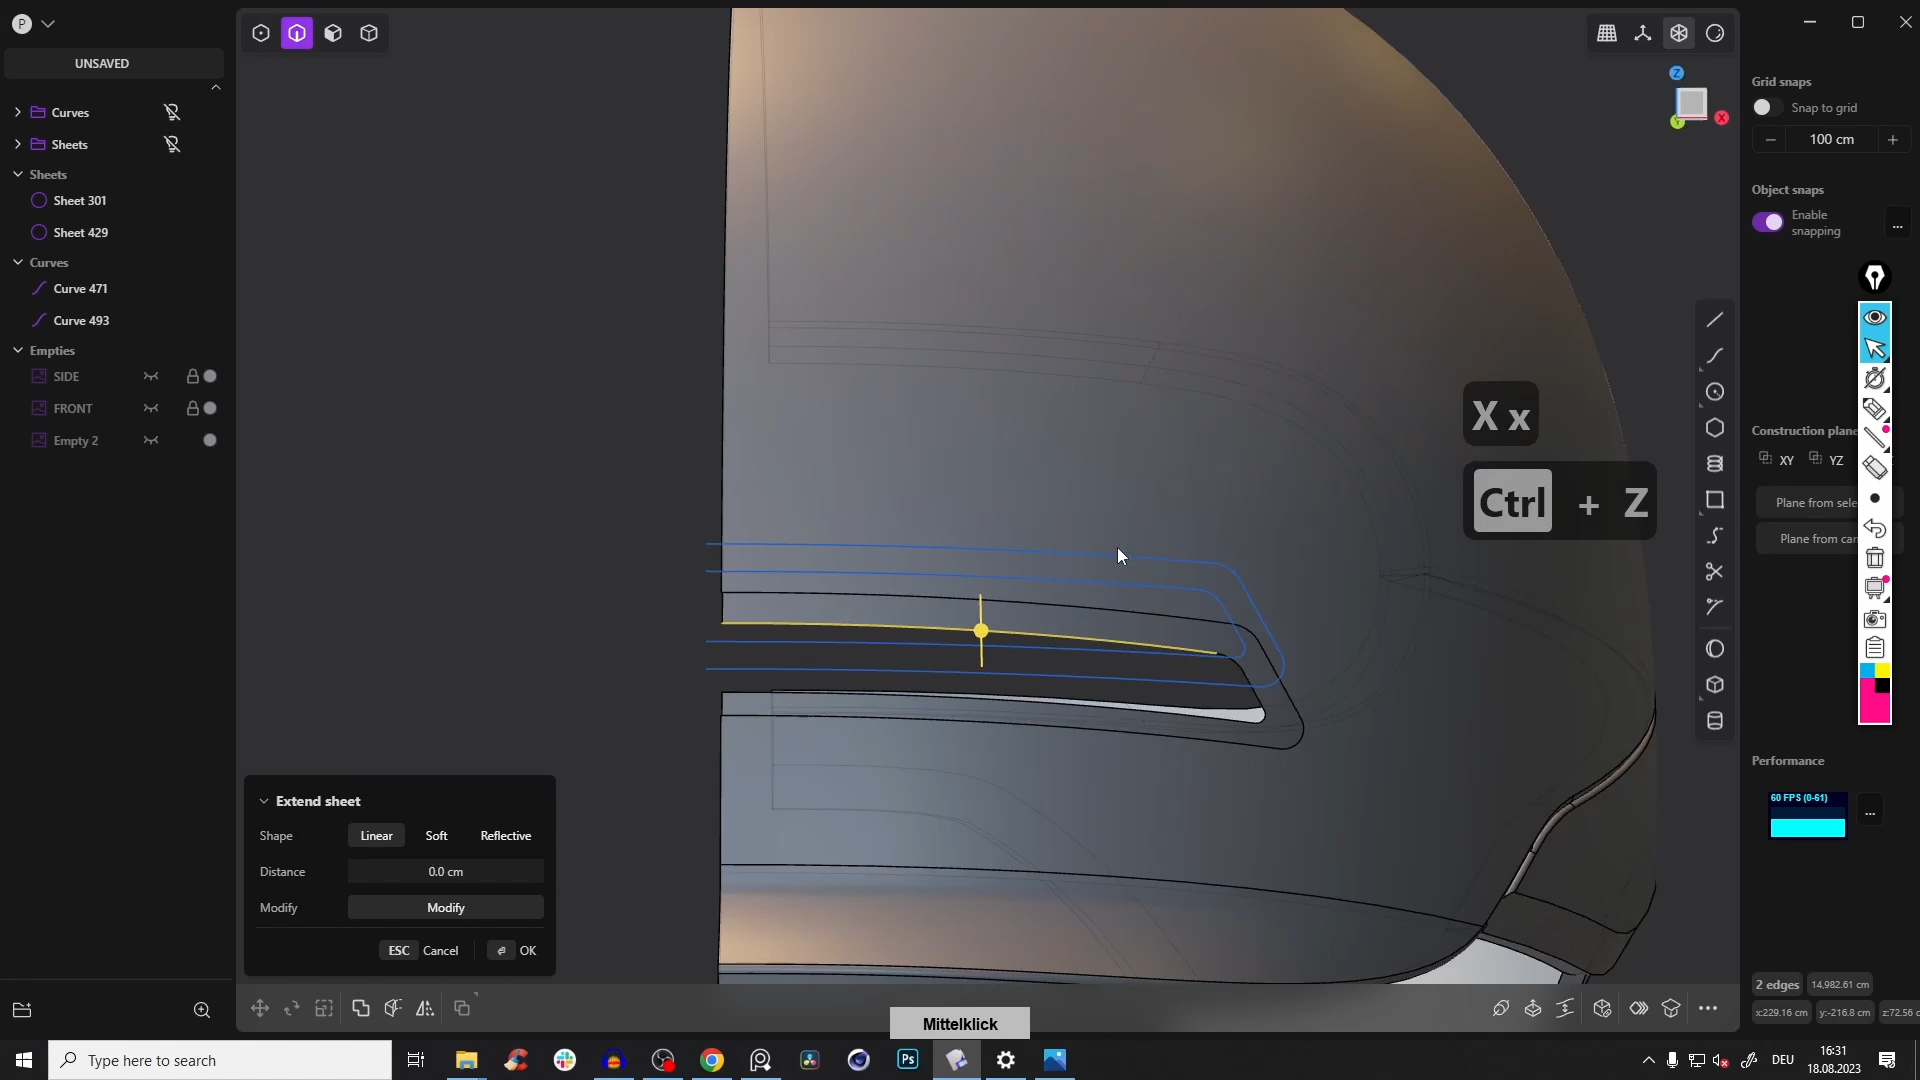 P
UNSAVED
Curves
Sheets
Sheets
Sheet 301
Sheet 429
Curves
Curve 471
Curve 493
Empties
SIDE
FRONT
Empty 2
Z
X
Y
Grid snaps
Snap to grid
100 cm
Object snaps
Enable
snapping
...
Construction plane
XY
YZ
Plane from sele
Plane from can
X x
Ctrl + Z
Performance
60 FPS (0-61)
...
Extend sheet
Shape Linear Soft Reflective
Distance 0.0 cm
Modify Modify
ESC Cancel OK
2 edges 14,982.61 cm
x:229.16 cm y:-216.8 cm z:72.56 c
Mittelklick
Type here to search
Ps
DEU
16:31
18.08.2023